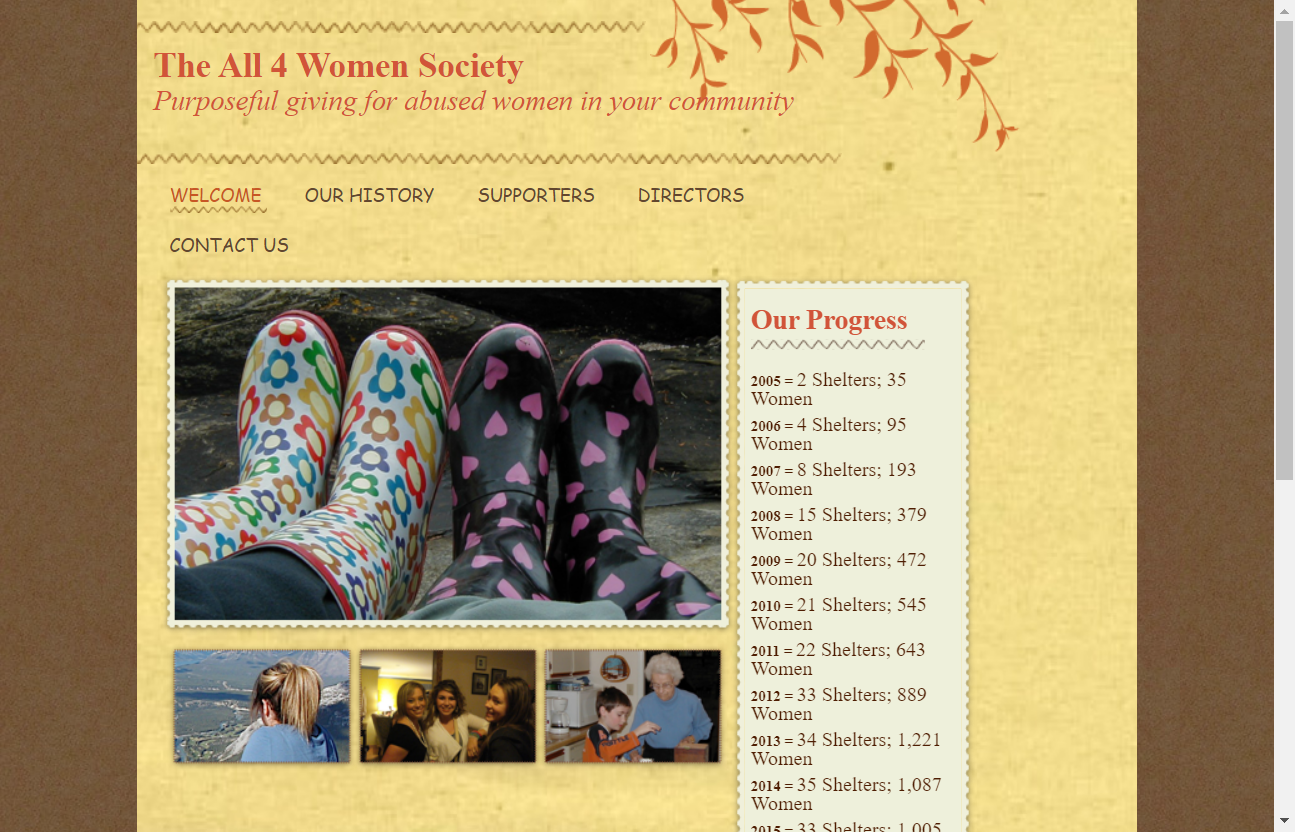 The All 4 Women Society
Purposeful giving for abused women in your community
WELCOME OUR HISTORY SUPPORTERS DIRECTORS
CONTACT US
Our Progress
2005 = 2 Shelters; 35
Women
2006 = 4 Shelters; 95
Women
2007 = 8 Shelters; 193
Women
2008 = 15 Shelters; 379
Women
2009 = 20 Shelters; 472
Women
2010 = 21 Shelters; 545
Women
2011 = 22 Shelters; 643
Women
2012 = 33 Shelters; 889
Women
2013 = 34 Shelters; 1,221
Women
2014 = 35 Shelters; 1,087
Women
2015 = 33 Shelters; 1,005